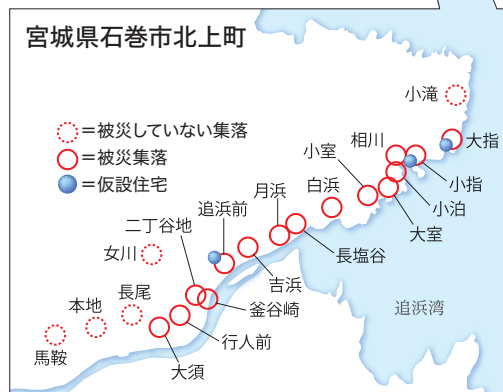 宮城県石巻市北上町
小滝
大指
=被災していない集落
=被災集落
=仮設住宅
相川
小室
小指
小泊
大室
白浜
月浜
追浜前
二丁谷地
長塩谷
女川
吉浜
追浜湾
長尾
本地
釜谷崎
行人前
馬鞍
大須